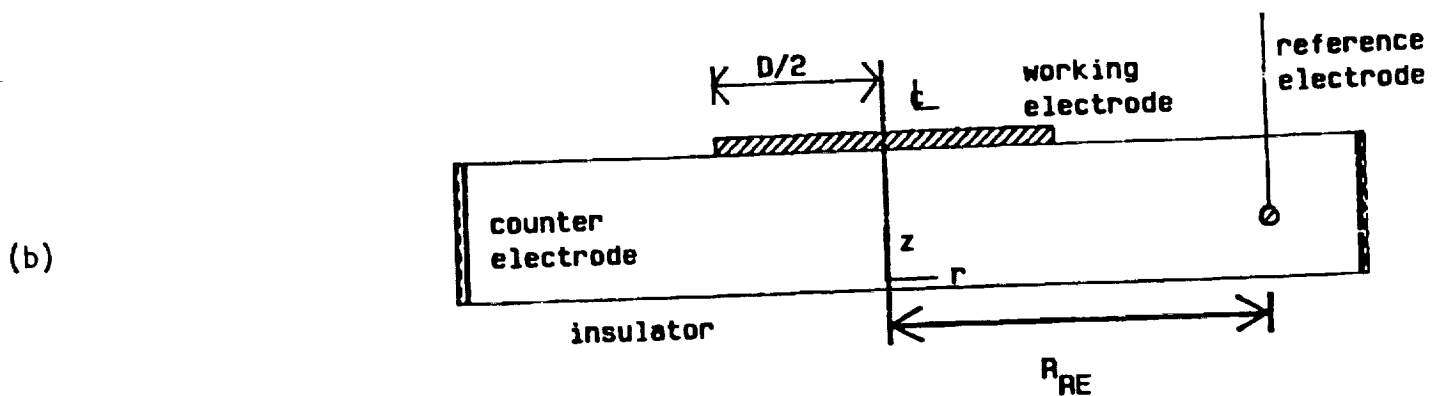 reference
electrode
D/2
working
electrode
℄
counter
electrode
(b)
z
r
insulator
R_RE